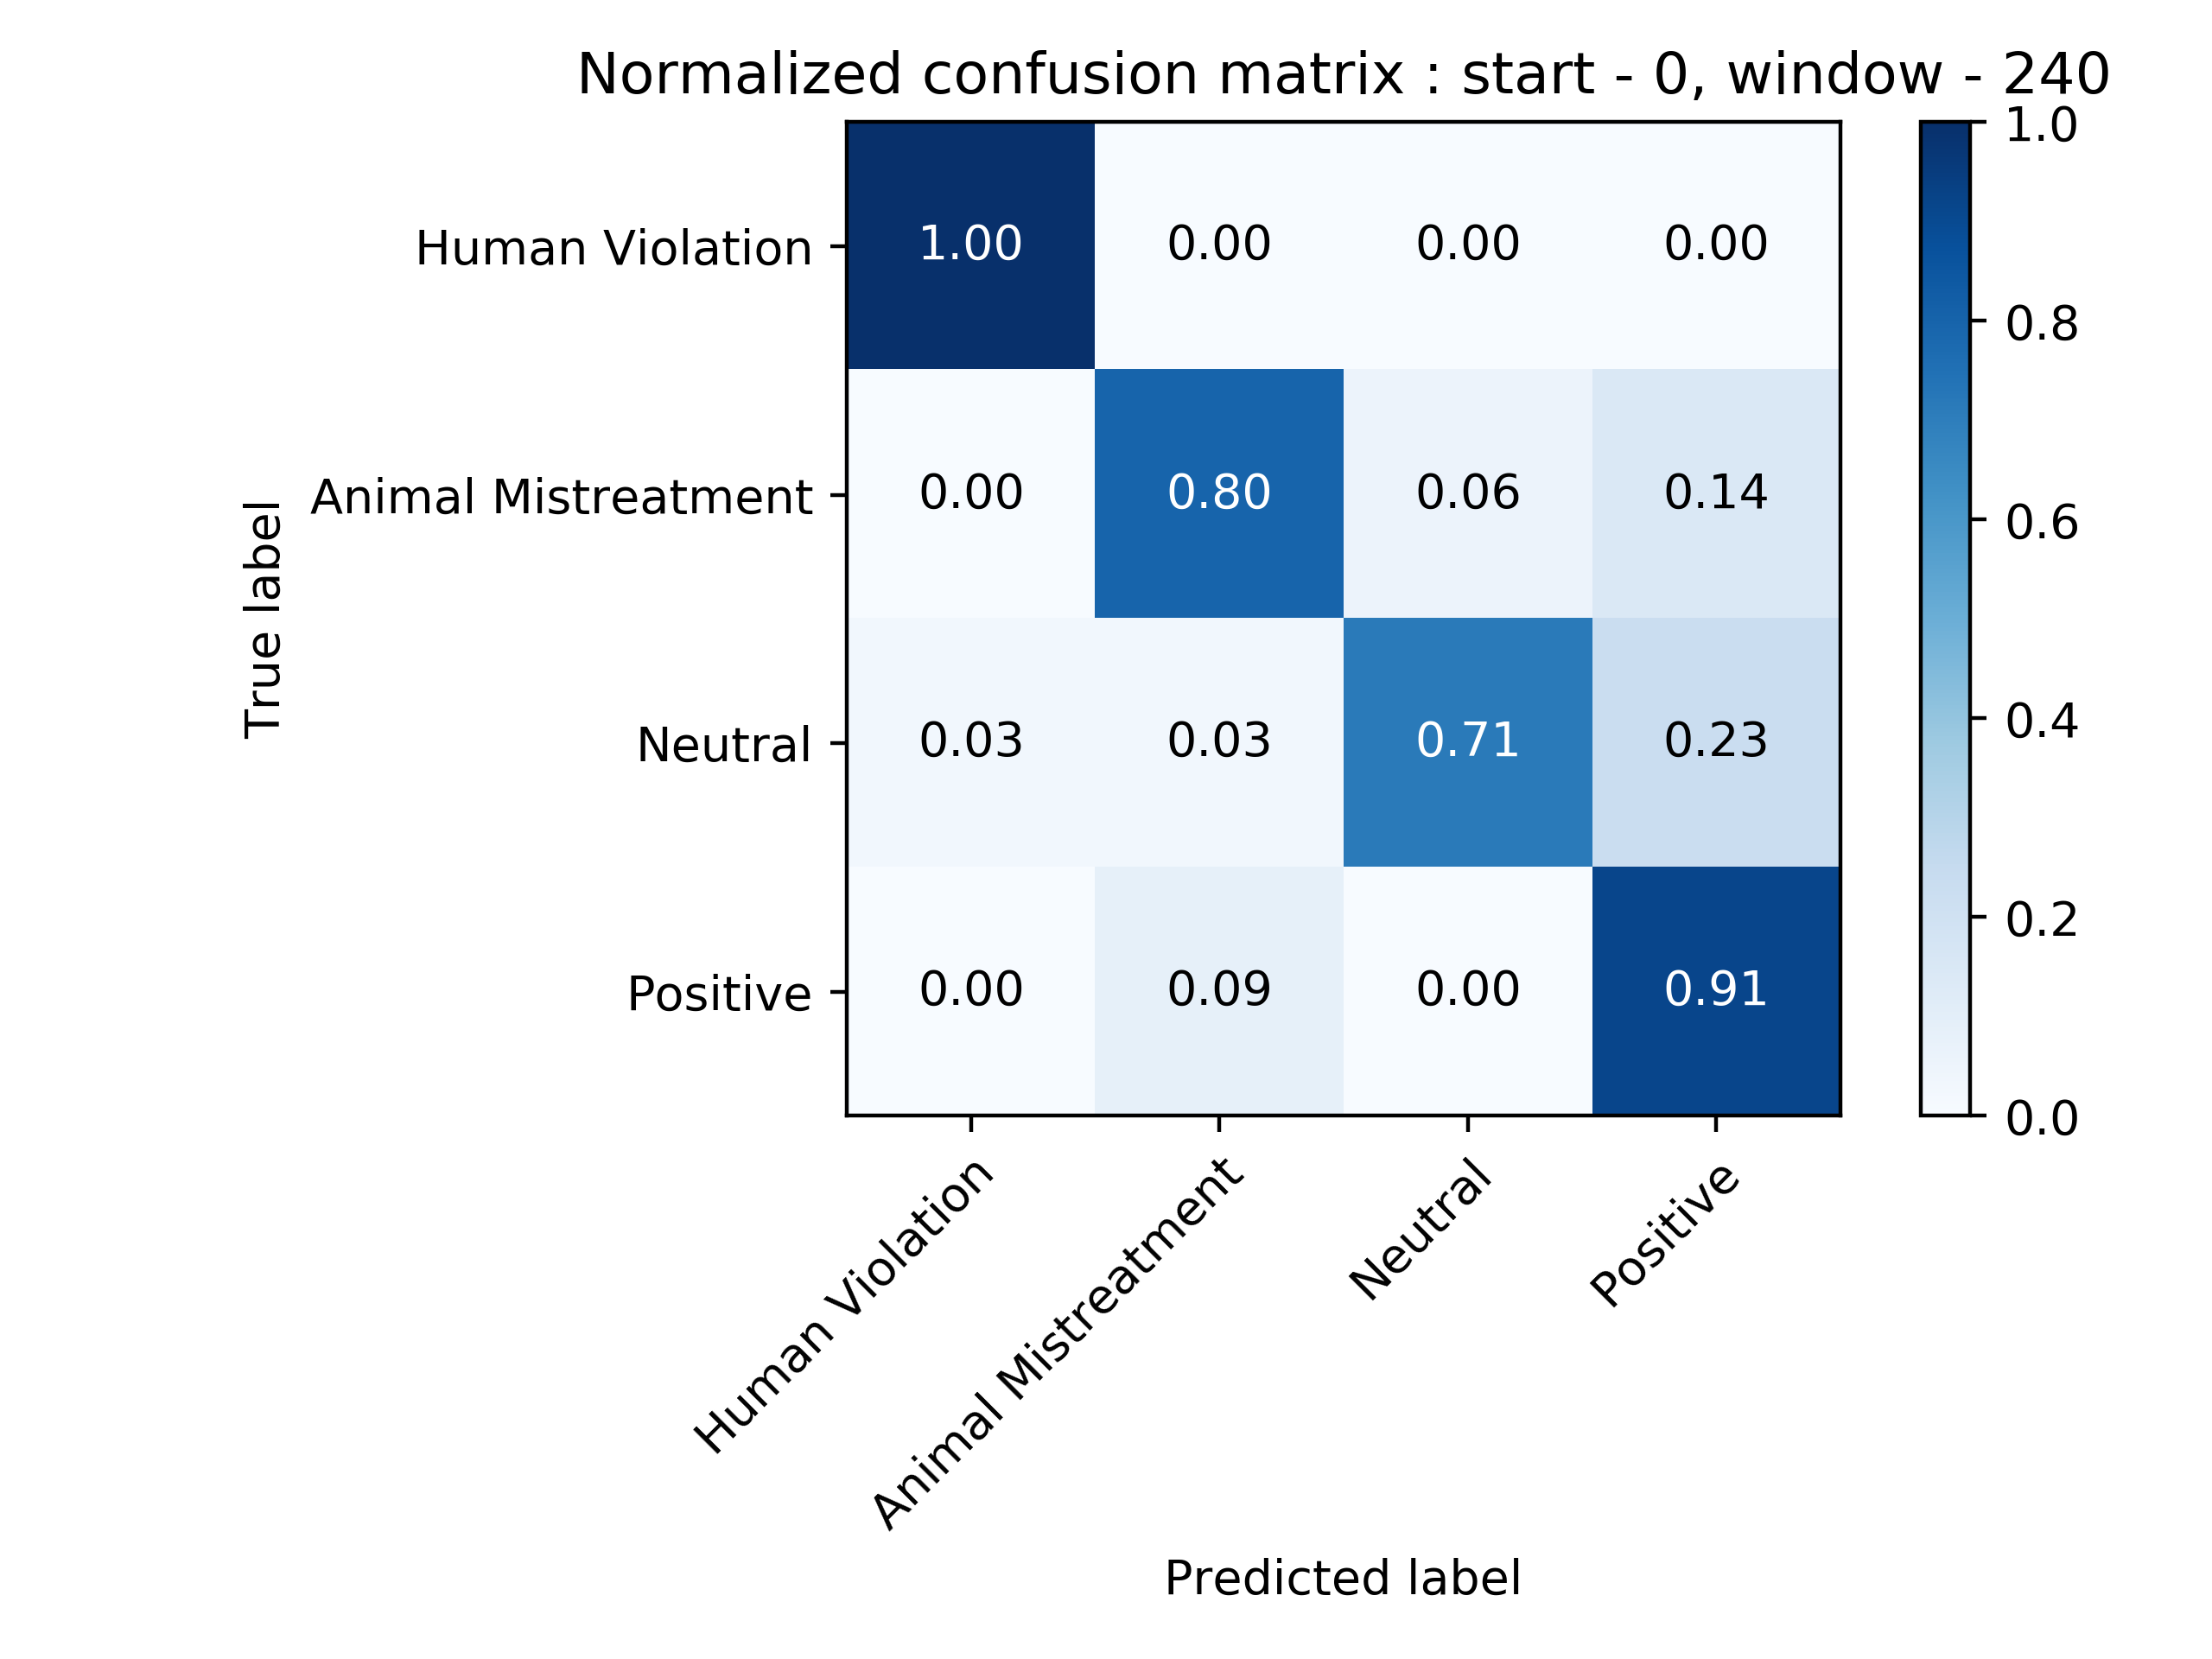 Normalized confusion matrix : start - 0, window - 240
1.0
Human Violation 1.00 0.00 0.00 0.00
0.8
Animal Mistreatment 0.00 0.80 0.06 0.14
0.6
True label
Neutral 0.03 0.03 0.71 0.23
0.4
0.2
Positive 0.00 0.09 0.00 0.91
0.0
Human Violation
Animal Mistreatment
Neutral
Positive
Predicted label